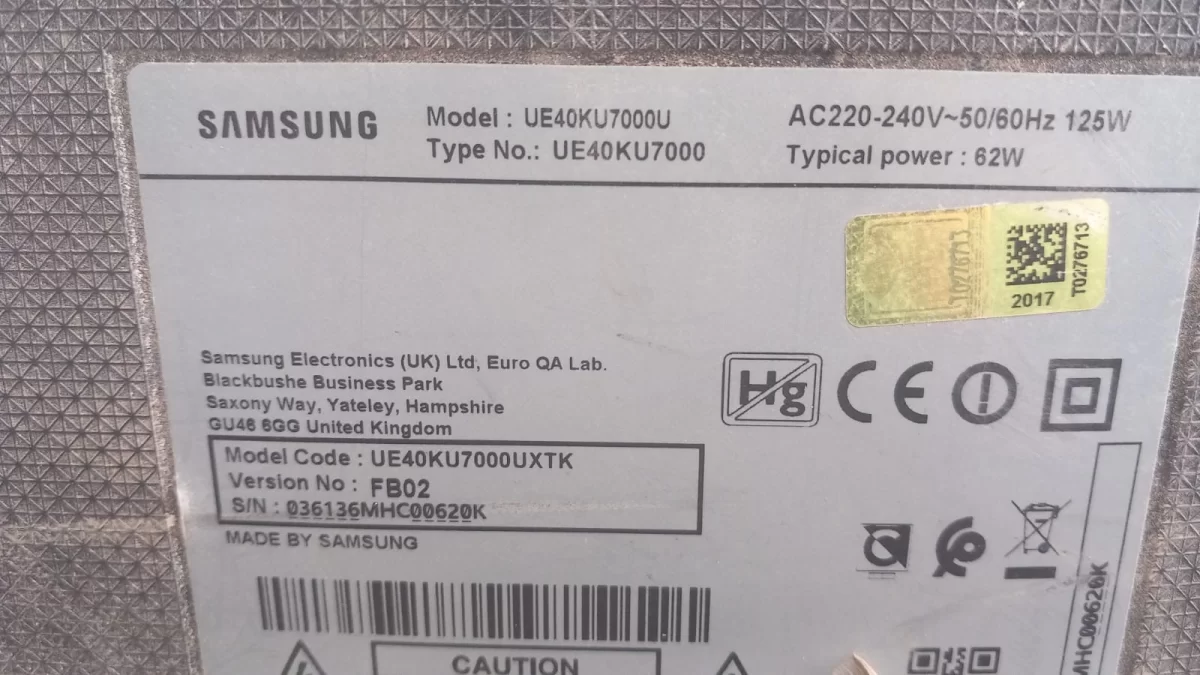 SAMSUNG
Model : UE40KU7000U
Type No.: UE40KU7000
AC220-240V~50/60Hz 125W
Typical power : 62W
T0276713
2017
T0276713
Samsung Electronics (UK) Ltd, Euro QA Lab.
Blackbushe Business Park
Saxony Way, Yateley, Hampshire
GU46 6GG United Kingdom
Hg
CE
Model Code : UE40KU7000UXTK
Version No : FB02
S/N : 036136MHC00620K
MADE BY SAMSUNG
MHC00620K
CAUTION